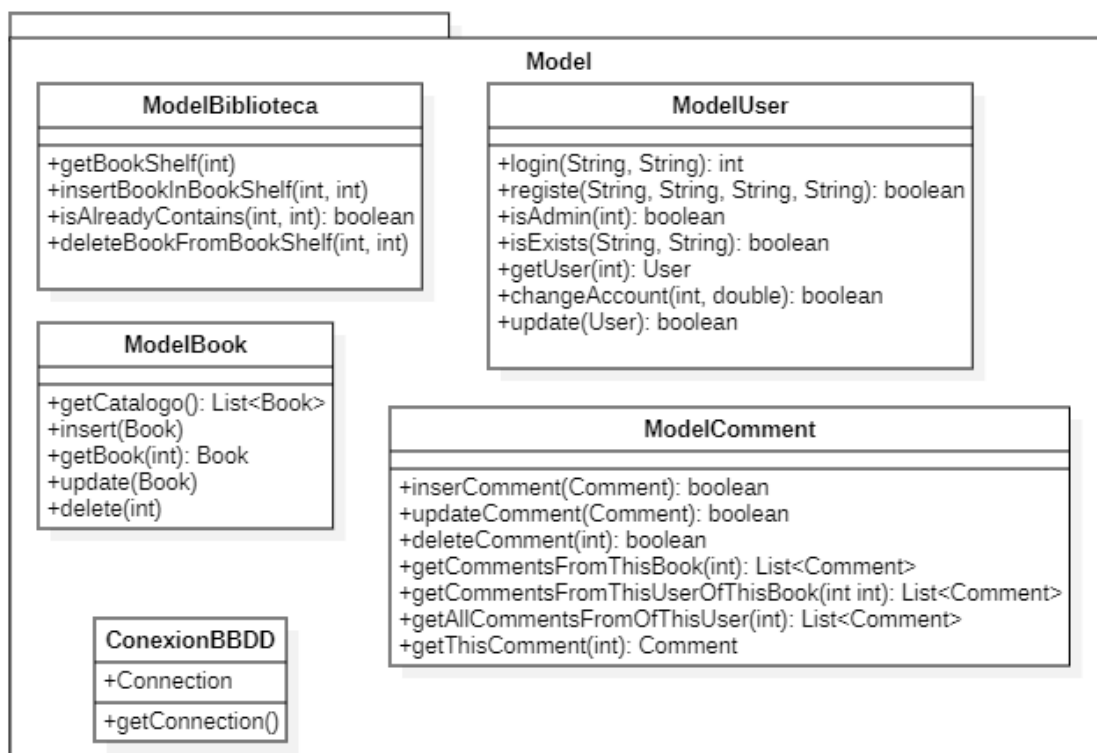 Model
ModelBiblioteca
+getBookShelf(int)
+insertBookInBookShelf(int, int)
+isAlreadyContains(int, int): boolean
+deleteBookFromBookShelf(int, int)
ModelUser
+login(String, String): int
+registe(String, String, String, String): boolean
+isAdmin(int): boolean
+isExists(String, String): boolean
+getUser(int): User
+changeAccount(int, double): boolean
+update(User): boolean
ModelBook
+getCatalogo(): List<Book>
+insert(Book)
+getBook(int): Book
+update(Book)
+delete(int)
ModelComment
+inserComment(Comment): boolean
+updateComment(Comment): boolean
+deleteComment(int): boolean
+getCommentsFromThisBook(int): List<Comment>
+getCommentsFromThisUserOfThisBook(int int): List<Comment>
+getAllCommentsFromOfThisUser(int): List<Comment>
+getThisComment(int): Comment
ConexionBBDD
+Connection
+getConnection()